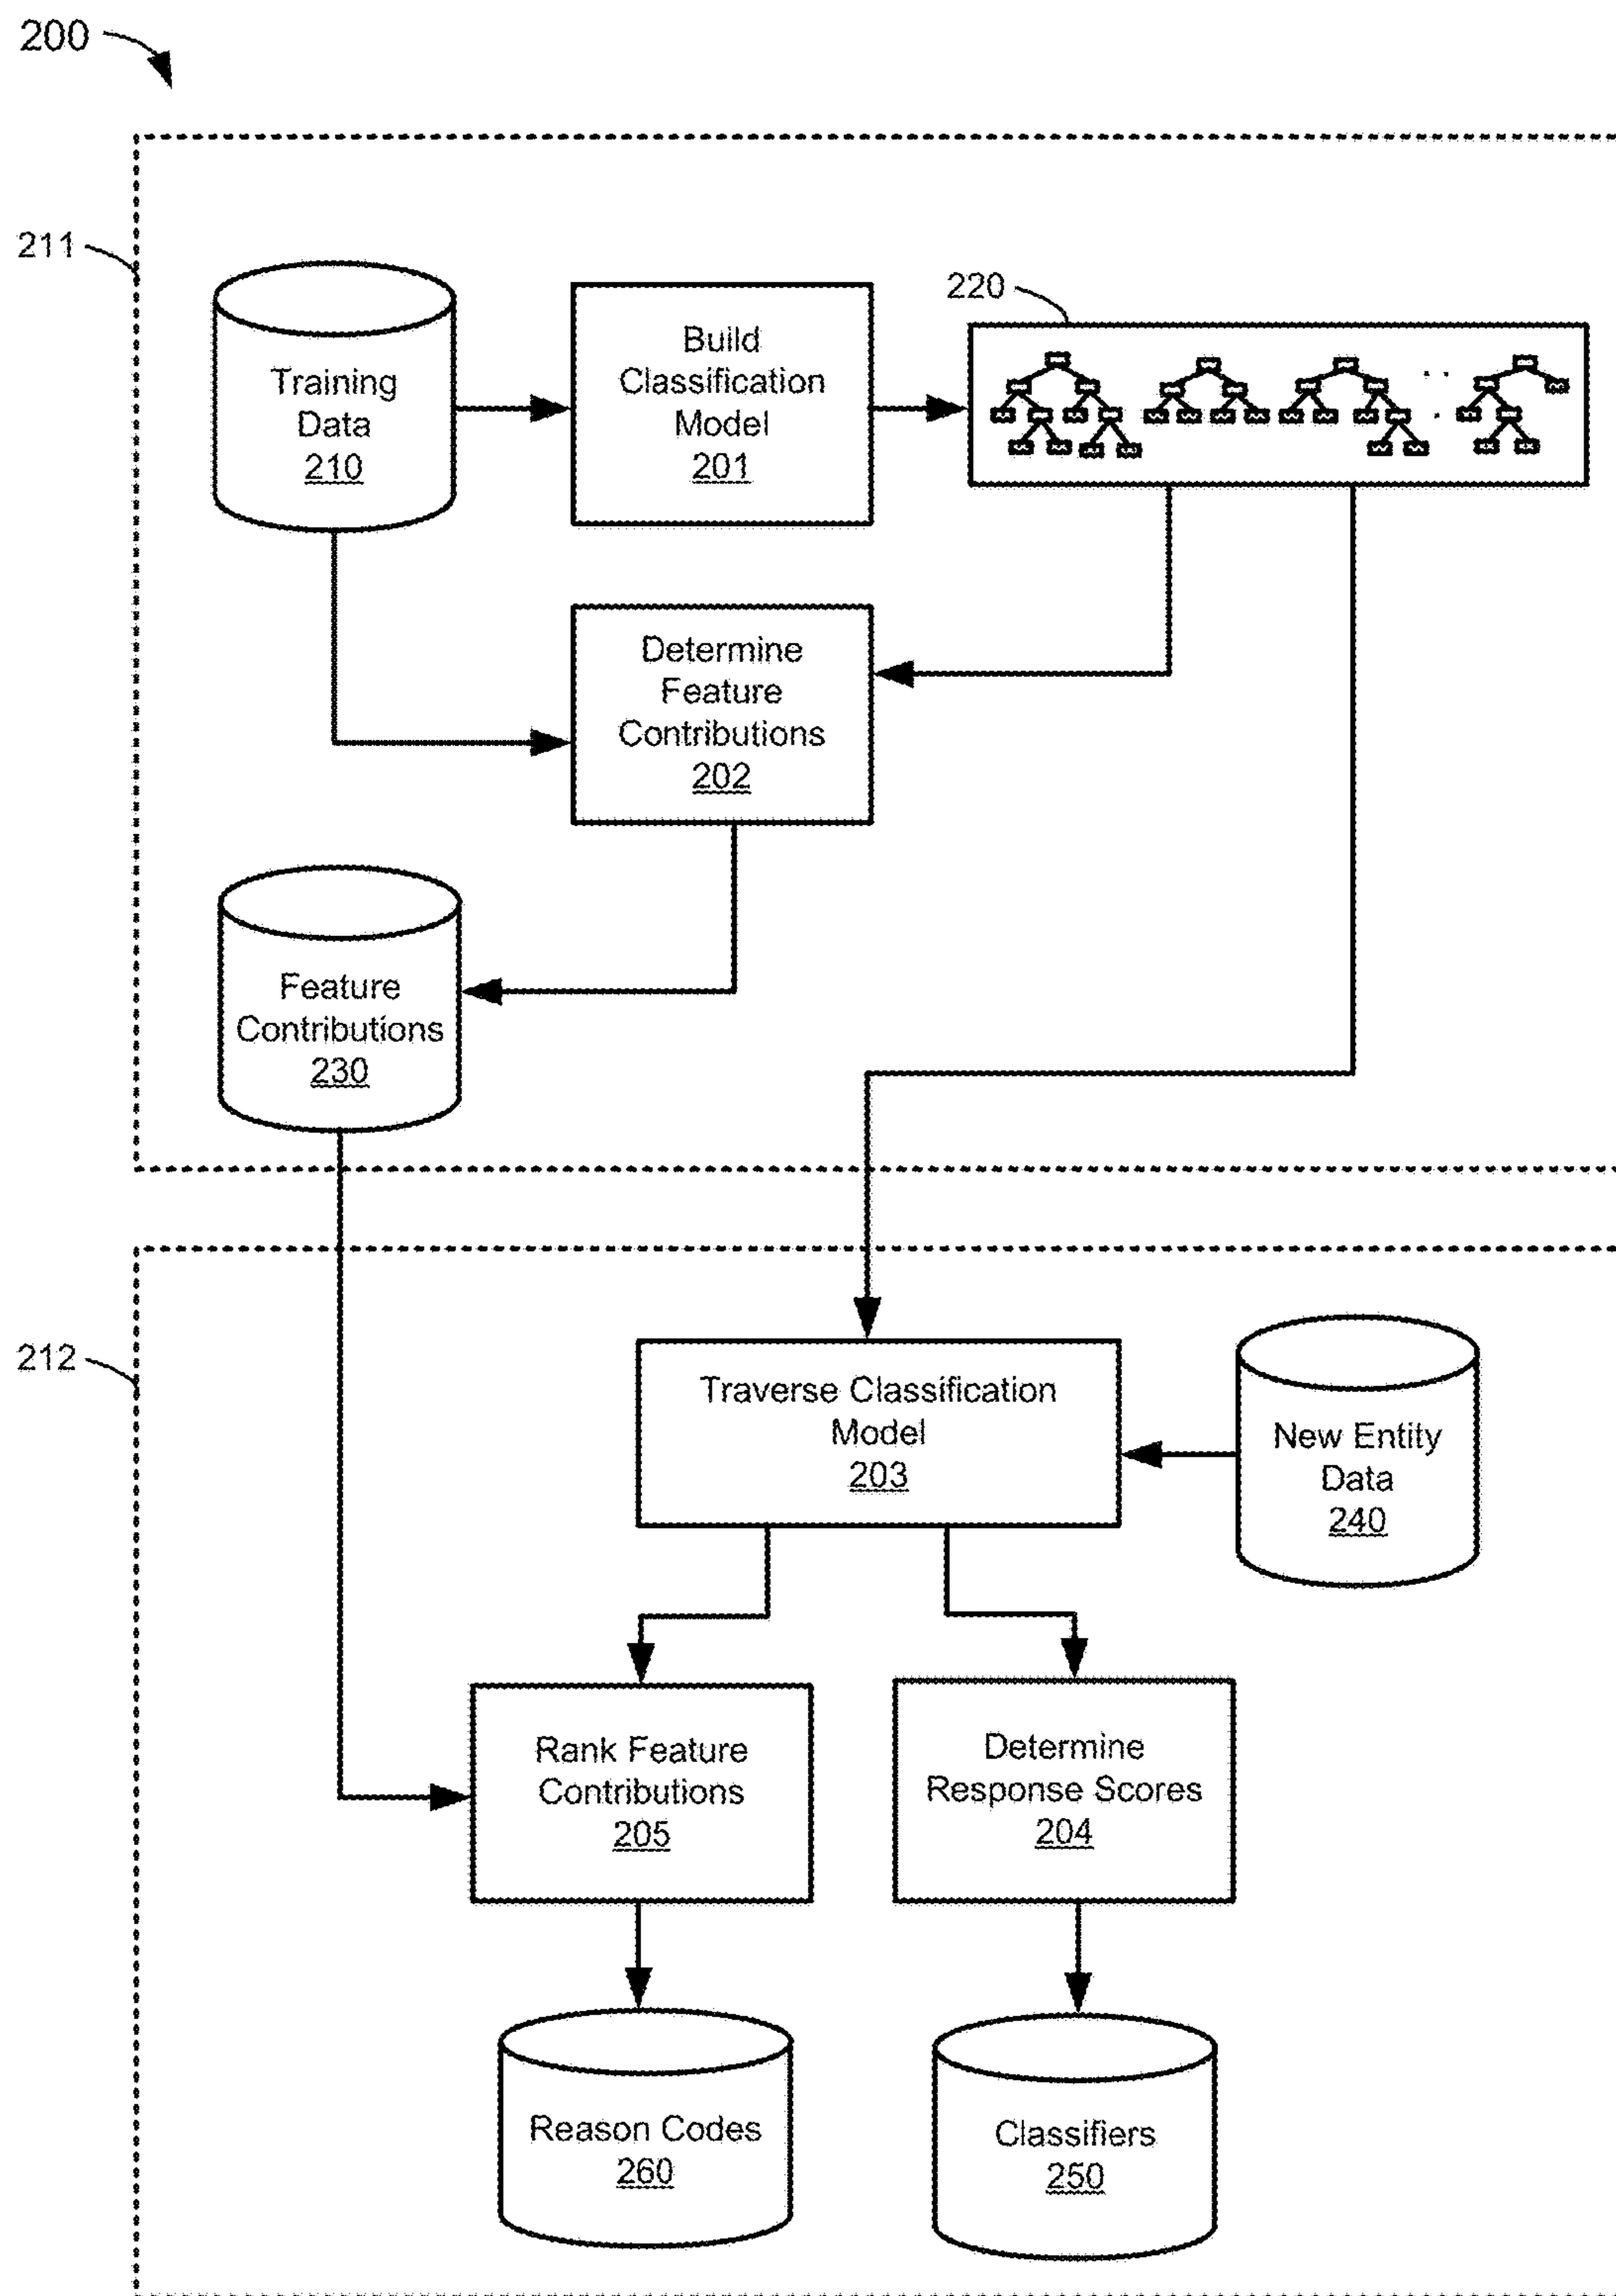 200
211
220
Training
Data
210
Build
Classification
Model
201
Determine
Feature
Contributions
202
Feature
Contributions
230
212
Traverse Classification
Model
203
New Entity
Data
240
Rank Feature
Contributions
205
Determine
Response Scores
204
Reason Codes
260
Classifiers
250